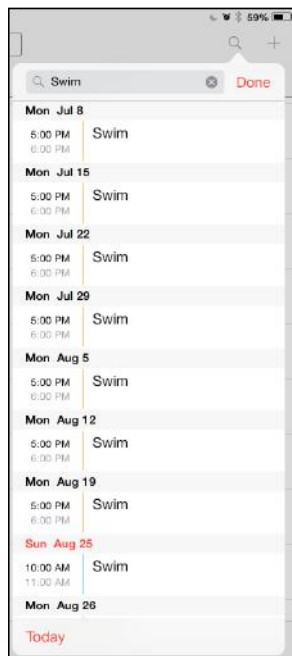 59%
Swim
Done
Mon Jul 8
5:00 PM Swim
6:00 PM
Mon Jul 15
5:00 PM Swim
6:00 PM
Mon Jul 22
5:00 PM Swim
6:00 PM
Mon Jul 29
5:00 PM Swim
6:00 PM
Mon Aug 5
5:00 PM Swim
6:00 PM
Mon Aug 12
5:00 PM Swim
6:00 PM
Mon Aug 19
5:00 PM Swim
6:00 PM
Sun Aug 25
10:00 AM Swim
11:00 AM
Mon Aug 26
Today